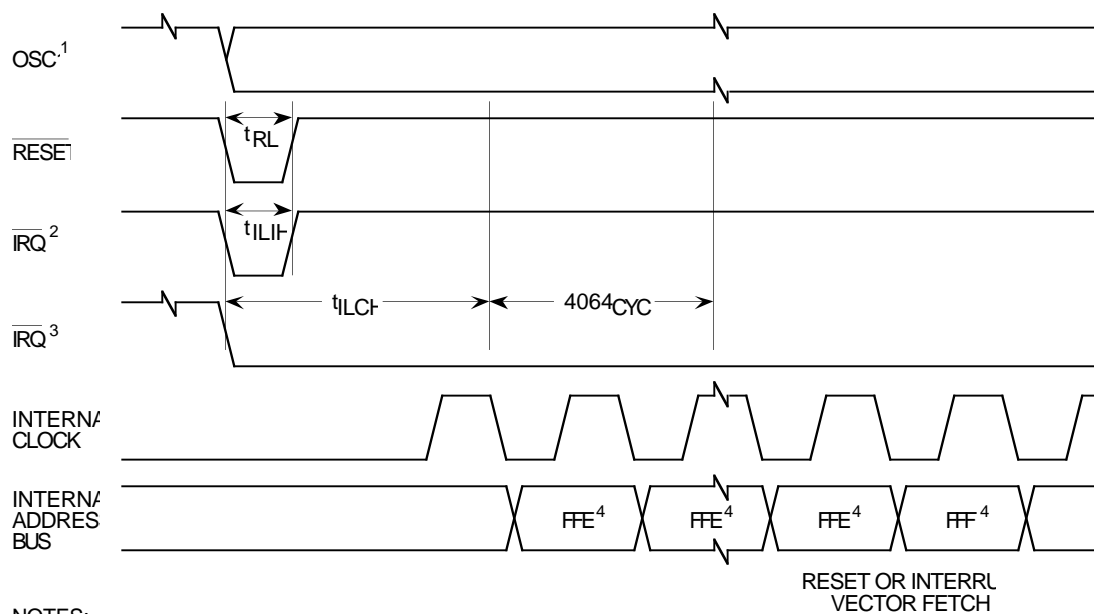 OSC 1
t RL
RESET
t ILIH
IRQ 2
t ILCH
4064 CYC
IRQ 3
INTERNA
CLOCK
INTERNA
ADDRES
BUS
FFE 4
FFE 4
FFE 4
FFF 4
RESET OR INTERRU
VECTOR FETCH
NOTES: